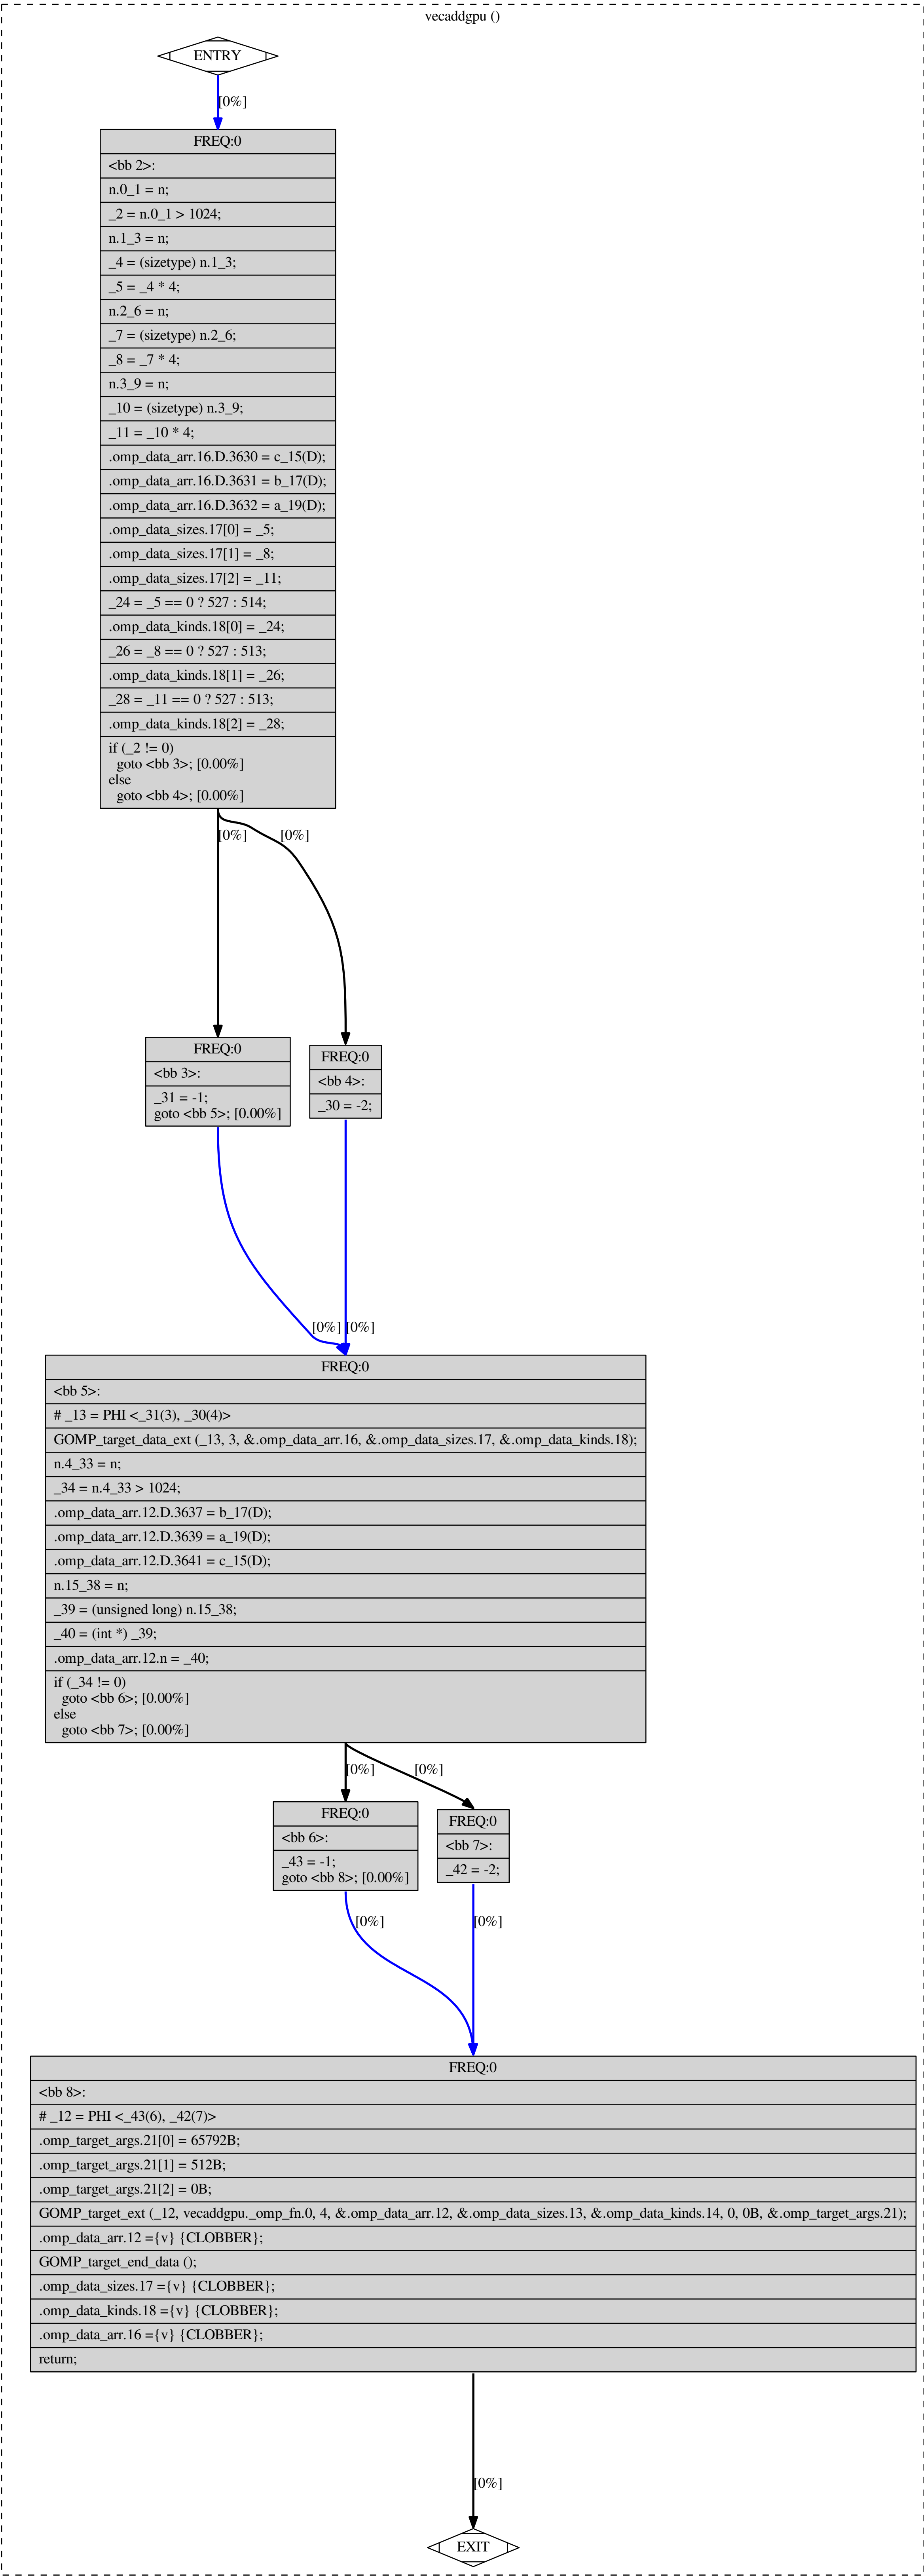 vecaddgpu ()
ENTRY
[0%]
FREQ:0
<bb 2>:
n.0_1 = n;
_2 = n.0_1 > 1024;
n.1_3 = n;
_4 = (sizetype) n.1_3;
_5 = _4 * 4;
n.2_6 = n;
_7 = (sizetype) n.2_6;
_8 = _7 * 4;
n.3_9 = n;
_10 = (sizetype) n.3_9;
_11 = _10 * 4;
.omp_data_arr.16.D.3630 = c_15(D);
.omp_data_arr.16.D.3631 = b_17(D);
.omp_data_arr.16.D.3632 = a_19(D);
.omp_data_sizes.17[0] = _5;
.omp_data_sizes.17[1] = _8;
.omp_data_sizes.17[2] = _11;
_24 = _5 == 0 ? 527 : 514;
.omp_data_kinds.18[0] = _24;
_26 = _8 == 0 ? 527 : 513;
.omp_data_kinds.18[1] = _26;
_28 = _11 == 0 ? 527 : 513;
.omp_data_kinds.18[2] = _28;
if (_2 != 0)
goto <bb 3>; [0.00%]
else
goto <bb 4>; [0.00%]
[0%] [0%]
FREQ:0
<bb 3>:
_31 = -1;
goto <bb 5>; [0.00%]
FREQ:0
<bb 4>:
_30 = -2;
[0%] [0%]
FREQ:0
<bb 5>:
# _13 = PHI <_31(3), _30(4)>
GOMP_target_data_ext (_13, 3, &.omp_data_arr.16, &.omp_data_sizes.17, &.omp_data_kinds.18);
n.4_33 = n;
_34 = n.4_33 > 1024;
.omp_data_arr.12.D.3637 = b_17(D);
.omp_data_arr.12.D.3639 = a_19(D);
.omp_data_arr.12.D.3641 = c_15(D);
n.15_38 = n;
_39 = (unsigned long) n.15_38;
_40 = (int *) _39;
.omp_data_arr.12.n = _40;
if (_34 != 0)
goto <bb 6>; [0.00%]
else
goto <bb 7>; [0.00%]
[0%] [0%]
FREQ:0
<bb 6>:
_43 = -1;
goto <bb 8>; [0.00%]
FREQ:0
<bb 7>:
_42 = -2;
[0%] [0%]
FREQ:0
<bb 8>:
# _12 = PHI <_43(6), _42(7)>
.omp_target_args.21[0] = 65792B;
.omp_target_args.21[1] = 512B;
.omp_target_args.21[2] = 0B;
GOMP_target_ext (_12, vecaddgpu._omp_fn.0, 4, &.omp_data_arr.12, &.omp_data_sizes.13, &.omp_data_kinds.14, 0, 0B, &.omp_target_args.21);
.omp_data_arr.12 ={v} {CLOBBER};
GOMP_target_end_data ();
.omp_data_sizes.17 ={v} {CLOBBER};
.omp_data_kinds.18 ={v} {CLOBBER};
.omp_data_arr.16 ={v} {CLOBBER};
return;
[0%]
EXIT